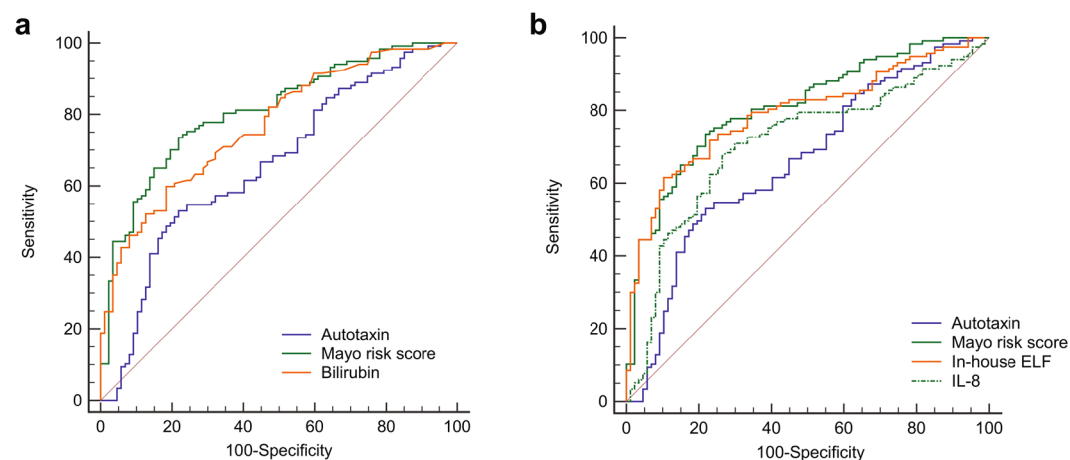 a
100
80
60
40
20
0
Sensitivity
Autotaxin
Mayo risk score
Bilirubin
0 20 40 60 80 100
100-Specificity
b
100
80
60
40
20
0
Sensitivity
Autotaxin
Mayo risk score
In-house ELF
IL-8
0 20 40 60 80 100
100-Specificity